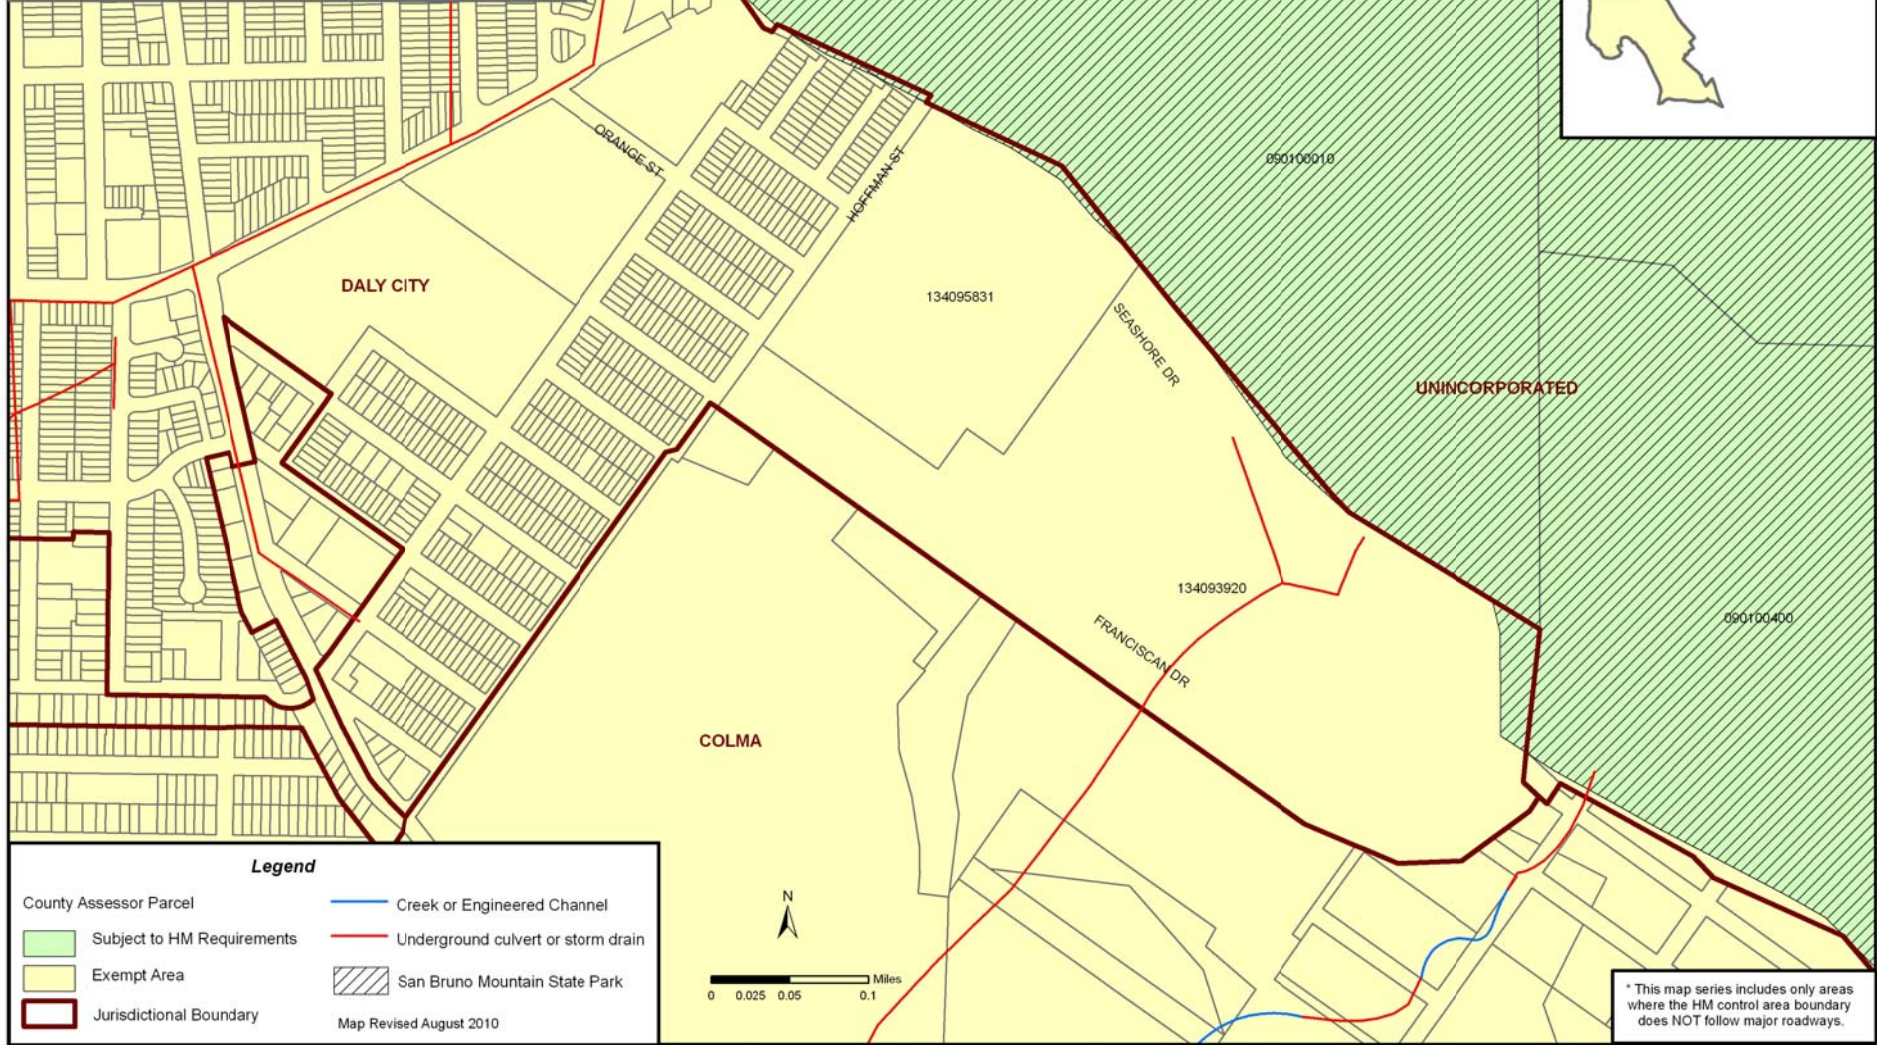 090100010
ORANGE ST
HOFFMAN ST
DALY CITY
134095831
SEASHORE DR
UNINCORPORATED
134093920
090100400
FRANCISCAN DR
COLMA
Legend
County Assessor Parcel
Subject to HM Requirements
Exempt Area
Jurisdictional Boundary
Creek or Engineered Channel
Underground culvert or storm drain
San Bruno Mountain State Park
Map Revised August 2010
N
Miles
0 0.025 0.05 0.1
* This map series includes only areas
where the HM control area boundary
does NOT follow major roadways.